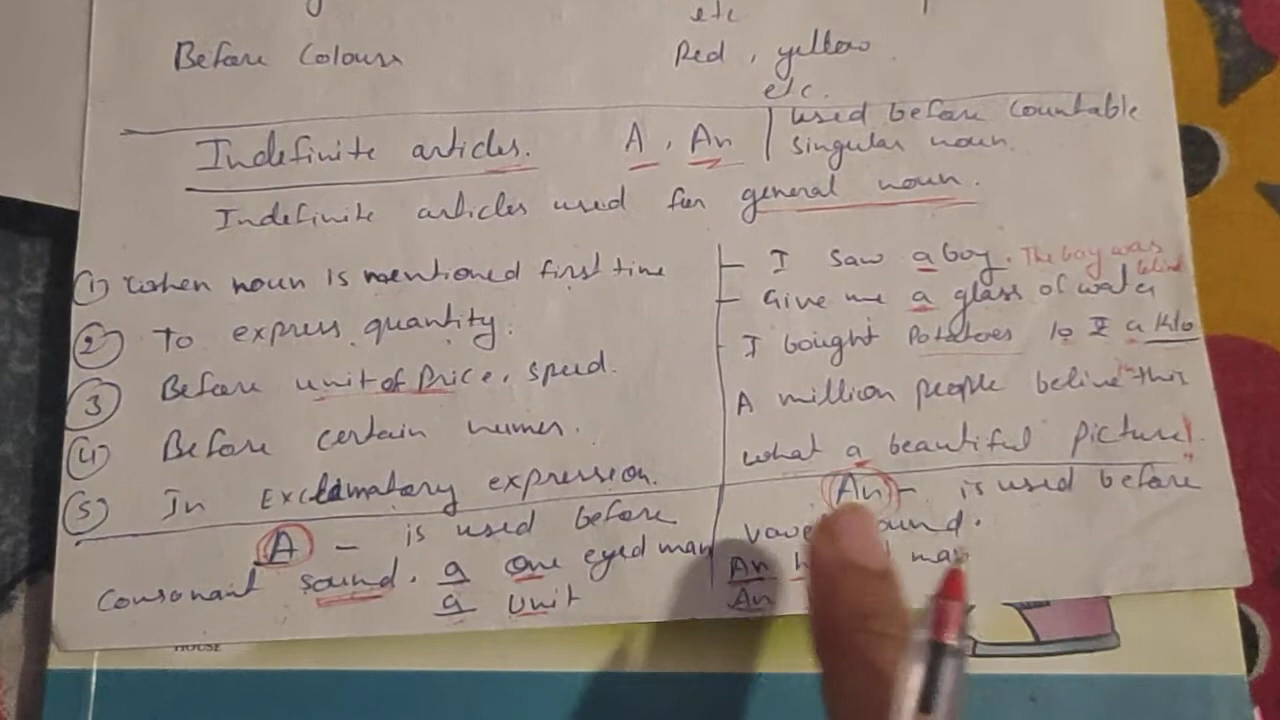 etc
Before Colours
Red, yellow
etc.
Indefinite articles. A, An
used before Countable
singular noun.
Indefinite articles used for general noun.
(1) When noun is mentioned first time
(2) To express quantity.
(3) Before unit of price, speed.
(4) Before certain
(5) In Exclamatory expression.
I saw a boy. The boy was blind
Give me a glass of water
I bought Potatoes a Kilo
A million people belive this
what a beautiful picture!
A - is used before
consonant sound. a one eyed man
a unit
An - is used before
sound.
An man
An
HOUSE